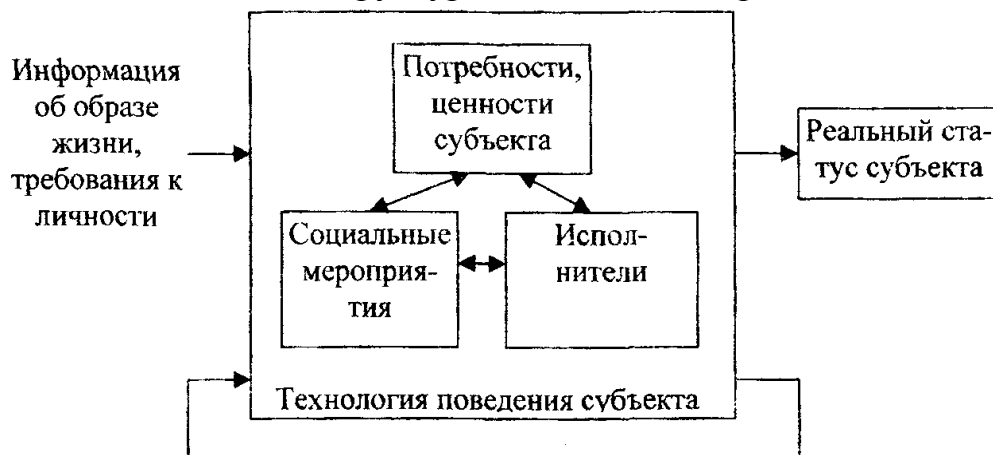 Информация
об образе
жизни,
требования к
личности
Потребности,
ценности
субъекта
Социальные
мероприя-
тия
Испол-
нители
Технология поведения субъекта
Реальный ста-
тус субъекта